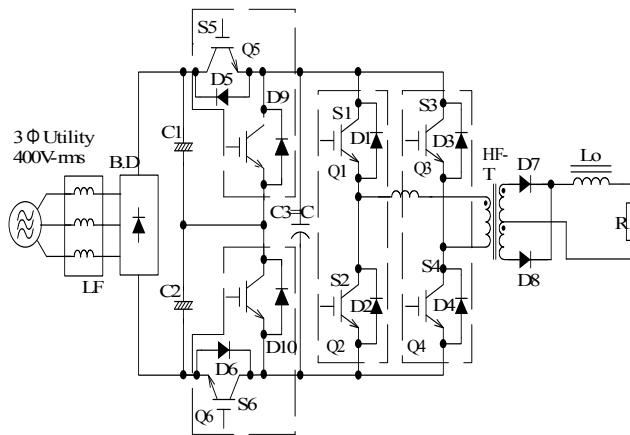 S5
Q5
D5
D9
S1
S3
3Φ Utility
400V-rms
B.D
C1
D1
D3
Q1
Q3
HF-
T
D7
Lo
C3=C
R
LF
C2
S2
S4
D8
D2
D4
D10
Q2
Q4
D6
Q6
S6